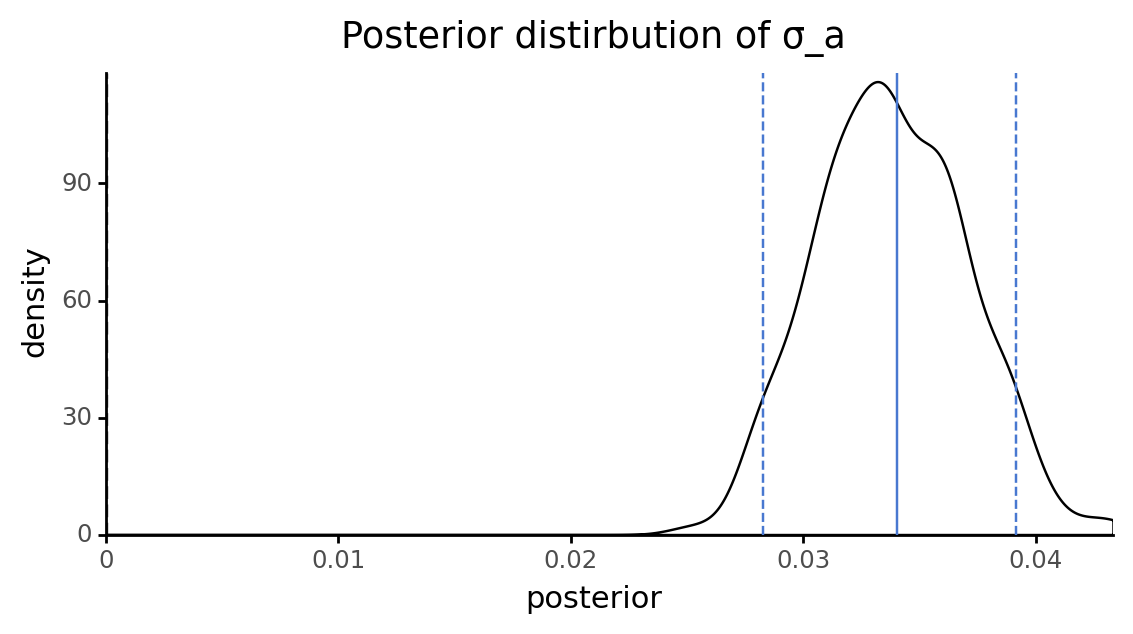 Posterior distirbution of σ_a
density
90
60
30
0
0 0.01 0.02 0.03 0.04
posterior